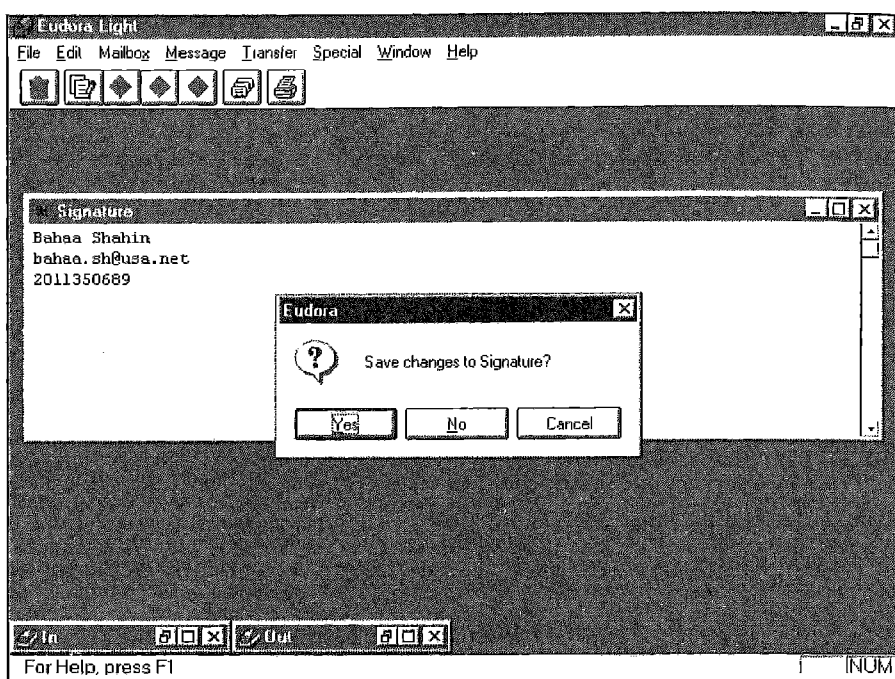 Eudora Light
File Edit Mailbox Message Transfer Special Window Help
Signature
Bahaa Shahin
bahaa.sh@usa.net
2011350689
Eudora
Save changes to Signature?
Yes No Cancel
In Out
For Help, press F1 NUM